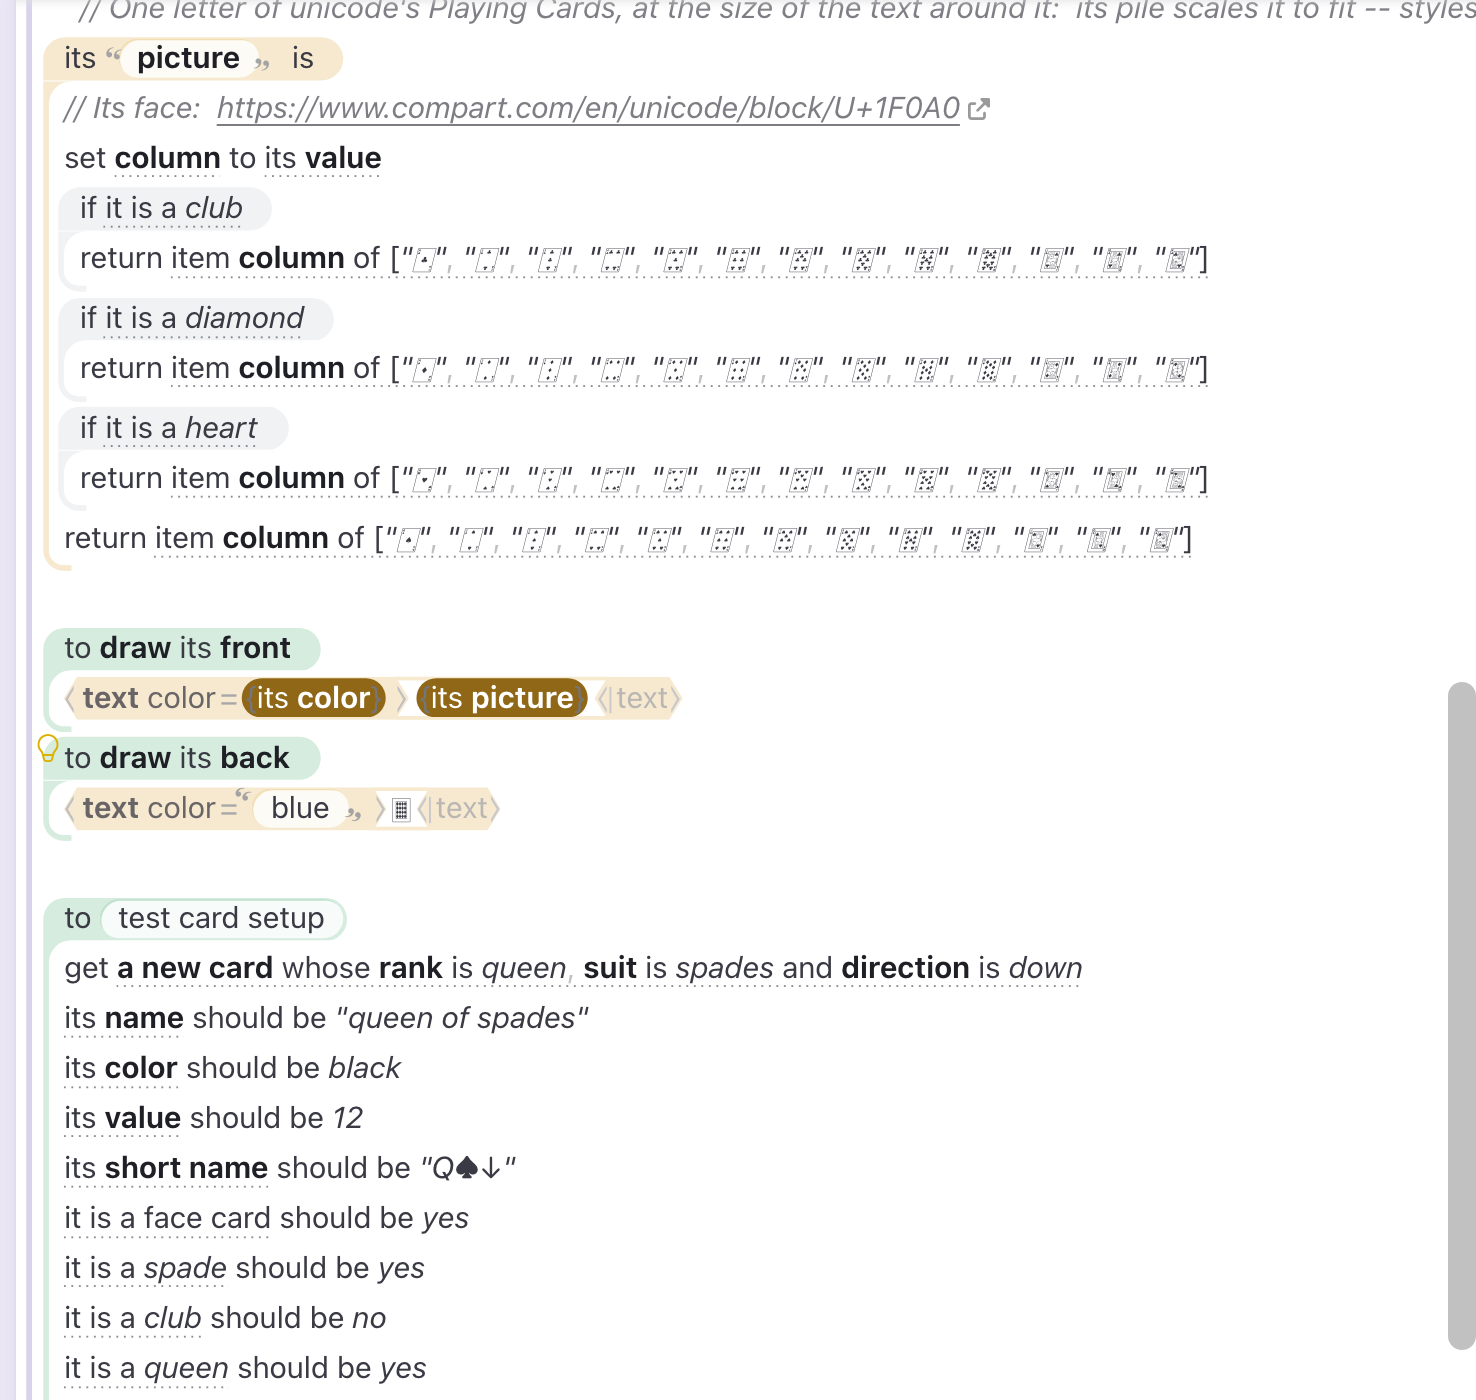 // One letter of unicode's Playing Cards, at the size of the text around it:  its pile scales it to fit -- styles
its “ picture „ is
// Its face:  https://www.compart.com/en/unicode/block/U+1F0A0
set column to its value
if it is a club
return item column of ["🃑", "🃒", "🃓", "🃔", "🃕", "🃖", "🃗", "🃘", "🃙", "🃚", "🃛", "🃝", "🃞"]
if it is a diamond
return item column of ["🃁", "🃂", "🃃", "🃄", "🃅", "🃆", "🃇", "🃈", "🃉", "🃊", "🃋", "🃍", "🃎"]
if it is a heart
return item column of ["🂱", "🂲", "🂳", "🂴", "🂵", "🂶", "🂷", "🂸", "🂹", "🂺", "🂻", "🂽", "🂾"]
return item column of ["🂡", "🂢", "🂣", "🂤", "🂥", "🂦", "🂧", "🂨", "🂩", "🂪", "🂫", "🂭", "🂮"]
to draw its front
〈text color={its color}〉{its picture}〈|text〉
to draw its back
〈text color=“ blue „〉🂠〈|text〉
to test card setup
get a new card whose rank is queen, suit is spades and direction is down
its name should be "queen of spades"
its color should be black
its value should be 12
its short name should be "Q♠↓"
it is a face card should be yes
it is a spade should be yes
it is a club should be no
it is a queen should be yes